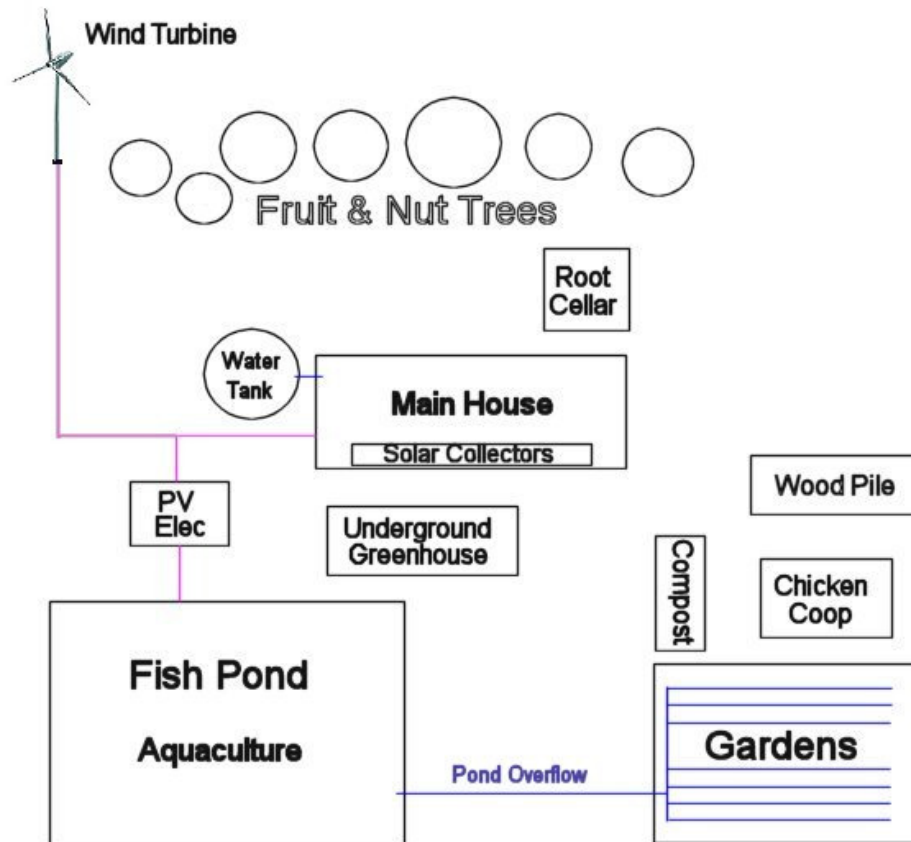 Wind Turbine
Fruit & Nut Trees
Root
Cellar
Water
Tank
Main House
Solar Collectors
Wood Pile
PV
Elec
Underground
Greenhouse
Compost
Chicken
Coop
Fish Pond
Aquaculture
Gardens
Pond Overflow